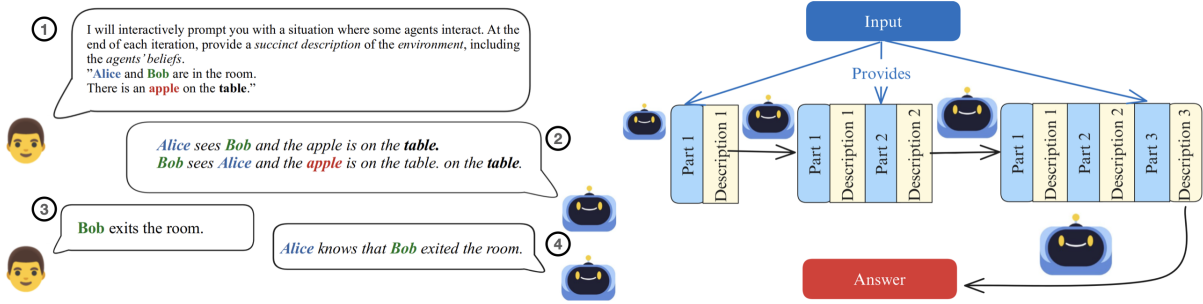 1
I will interactively prompt you with a situation where some agents interact. At the
end of each iteration, provide a succinct description of the environment, including
the agents' beliefs.
"Alice and Bob are in the room.
There is an apple on the table."
2
Alice sees Bob and the apple is on the table.
Bob sees Alice and the apple is on the table. on the table.
3
Bob exits the room.
4
Alice knows that Bob exited the room.
Input
Provides
Part 1
Description 1
Part 1
Description 1
Part 2
Description 2
Part 1
Description 1
Part 2
Description 2
Part 3
Description 3
Answer